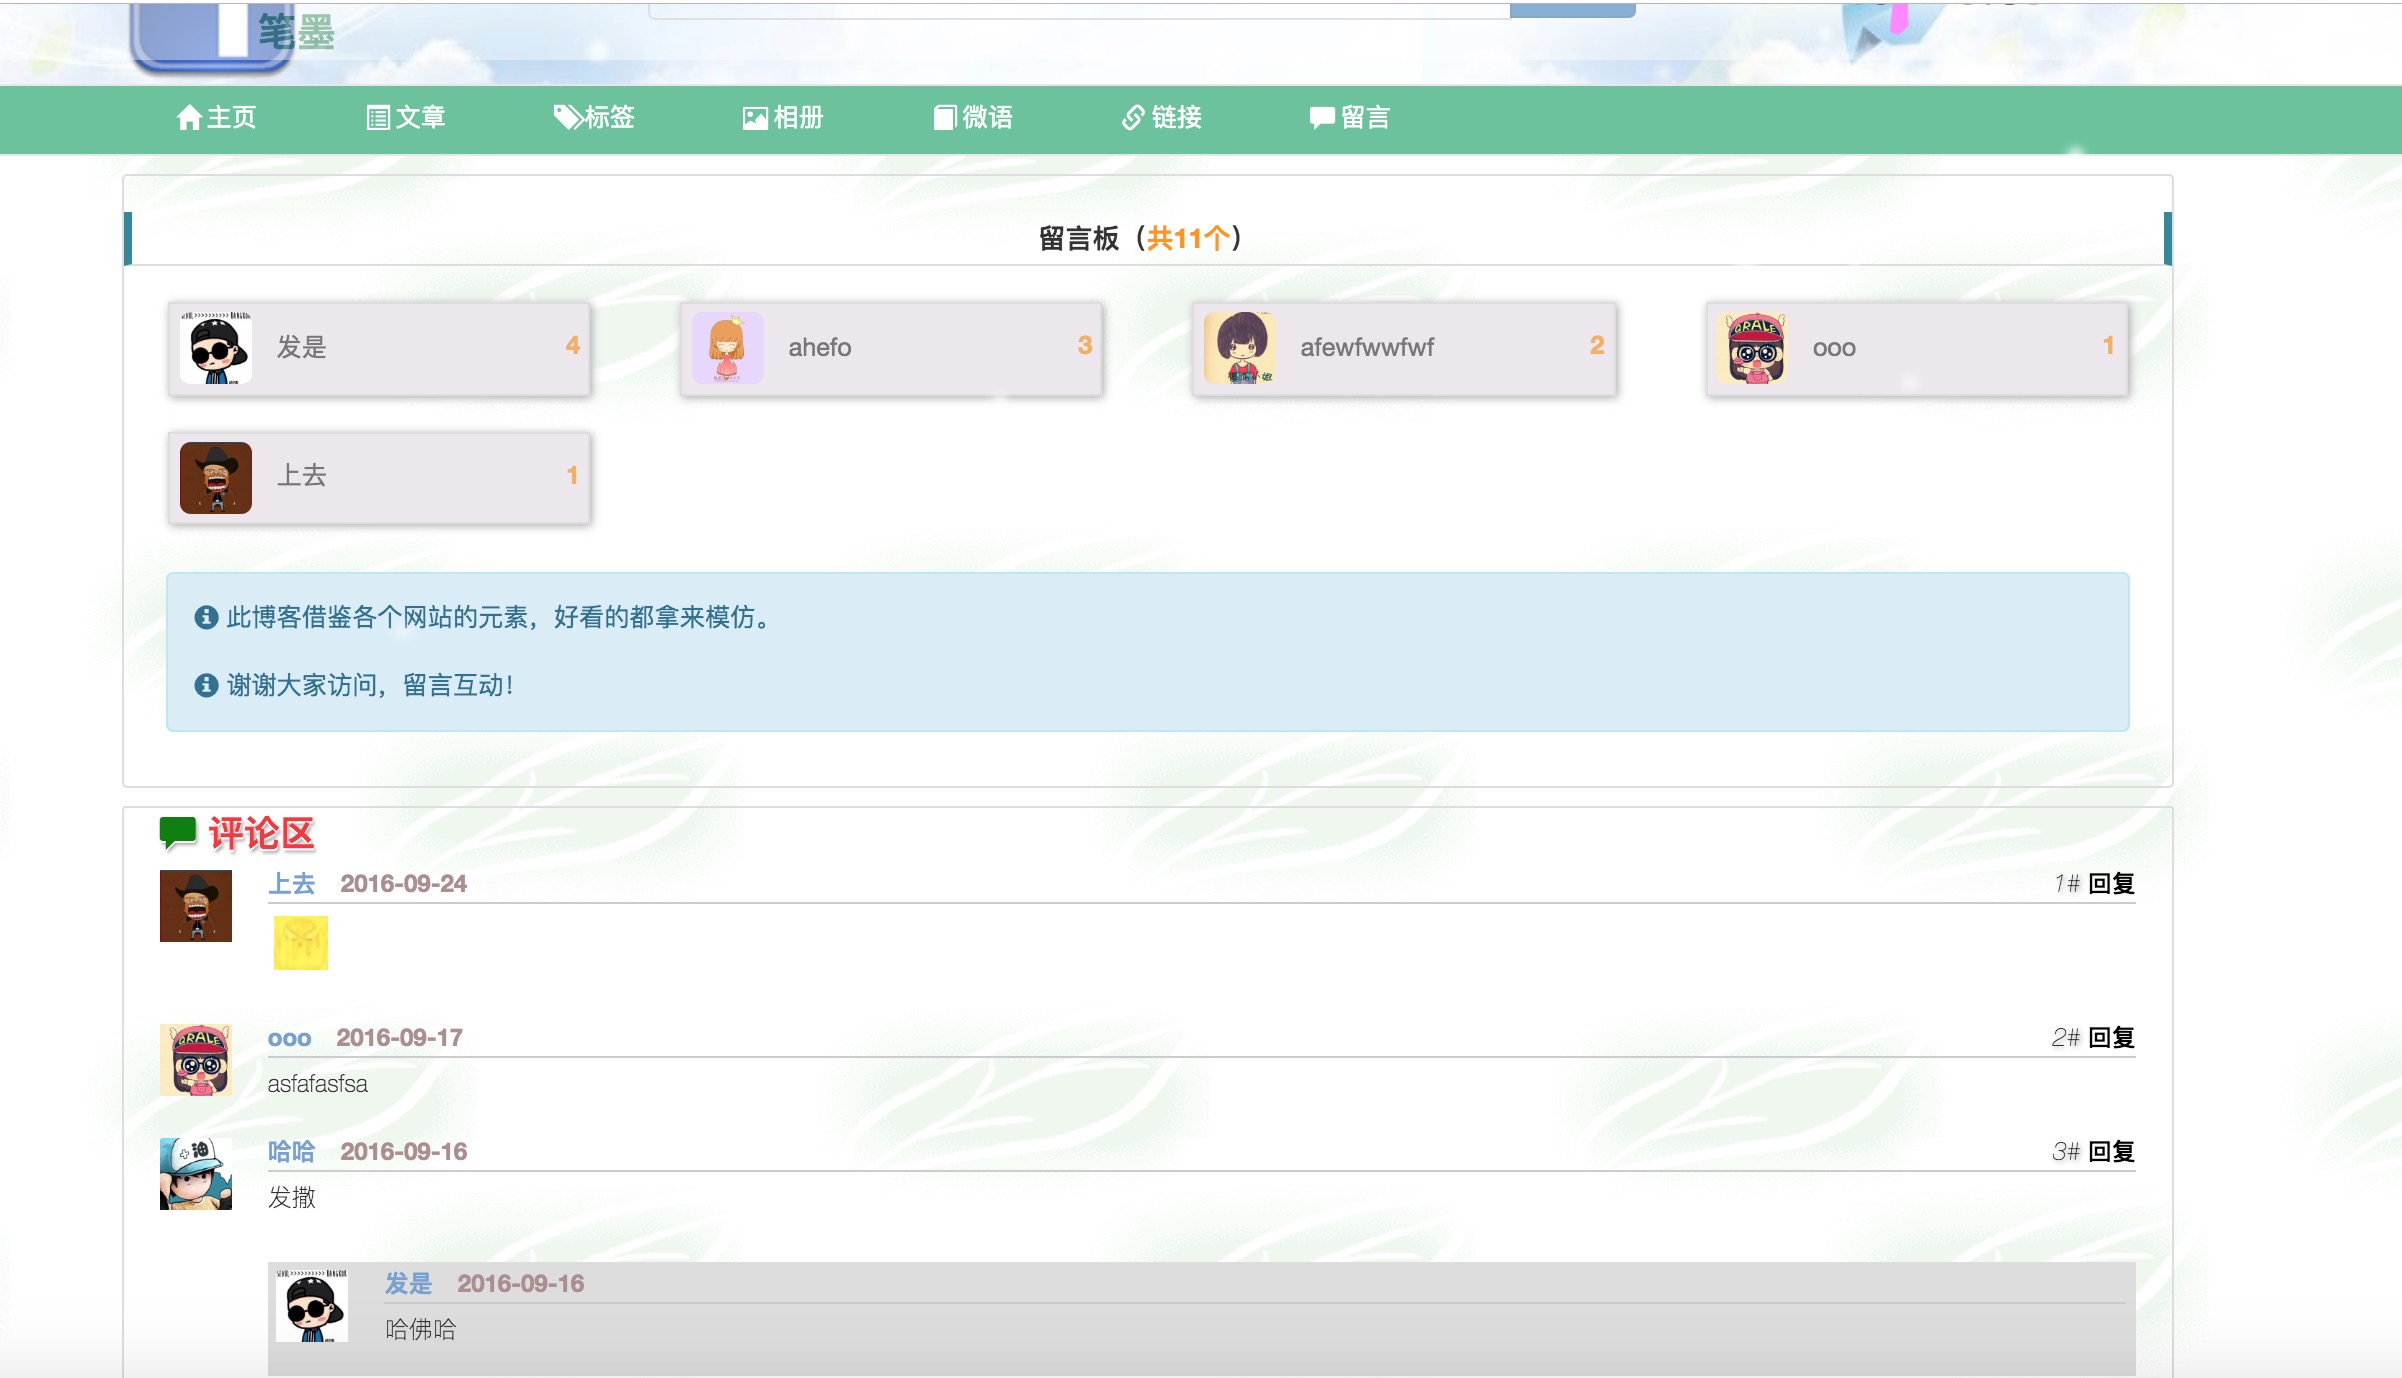 笔墨
主页 文章 标签 相册 微语 链接 留言
留言板（共11个）
发是 4
ahefo 3
afewfwwfwf 2
ooo 1
上去 1
此博客借鉴各个网站的元素，好看的都拿来模仿。
谢谢大家访问，留言互动！
评论区
上去 2016-09-24 1# 回复
ooo 2016-09-17 2# 回复
asfafasfsa
哈哈 2016-09-16 3# 回复
发撒
发是 2016-09-16
哈佛哈